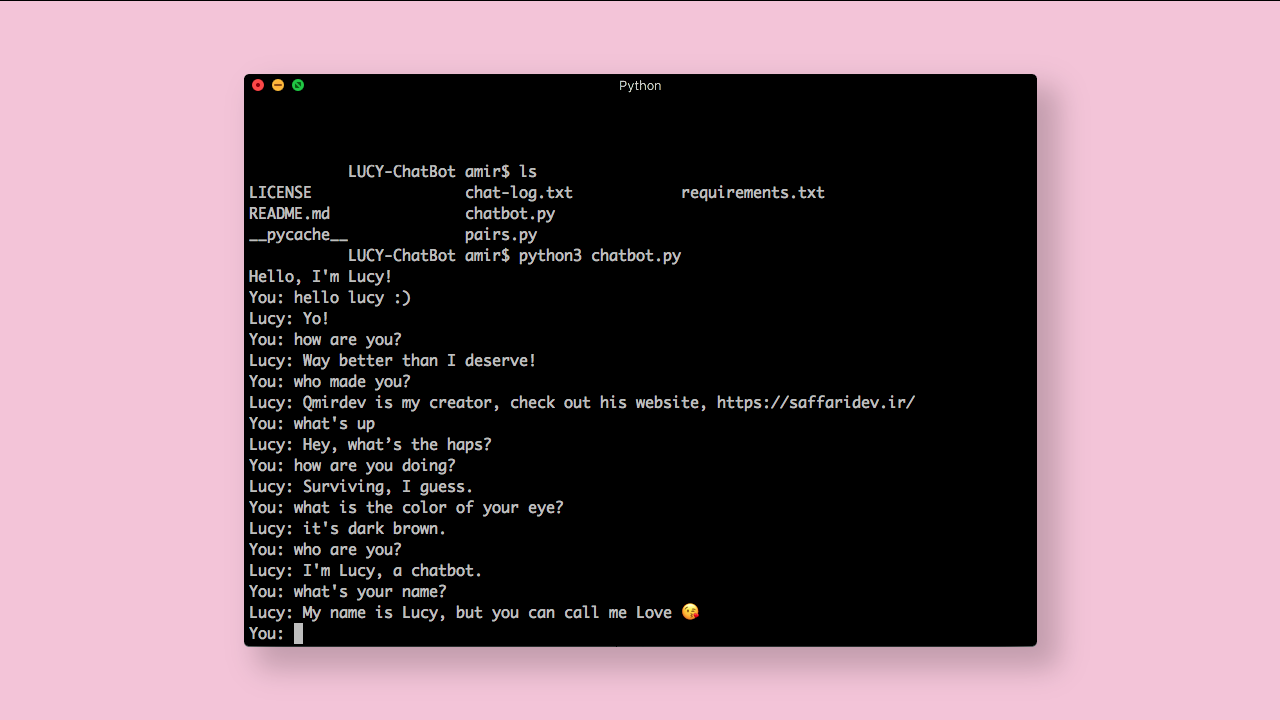 Python
LUCY-ChatBot amir$ ls
LICENSE chat-log.txt requirements.txt
README.md chatbot.py
__pycache__ pairs.py
LUCY-ChatBot amir$ python3 chatbot.py
Hello, I'm Lucy!
You: hello lucy :)
Lucy: Yo!
You: how are you?
Lucy: Way better than I deserve!
You: who made you?
Lucy: Qmirdev is my creator, check out his website, https://saffaridev.ir/
You: what's up
Lucy: Hey, what’s the haps?
You: how are you doing?
Lucy: Surviving, I guess.
You: what is the color of your eye?
Lucy: it's dark brown.
You: who are you?
Lucy: I'm Lucy, a chatbot.
You: what's your name?
Lucy: My name is Lucy, but you can call me Love 😘
You: